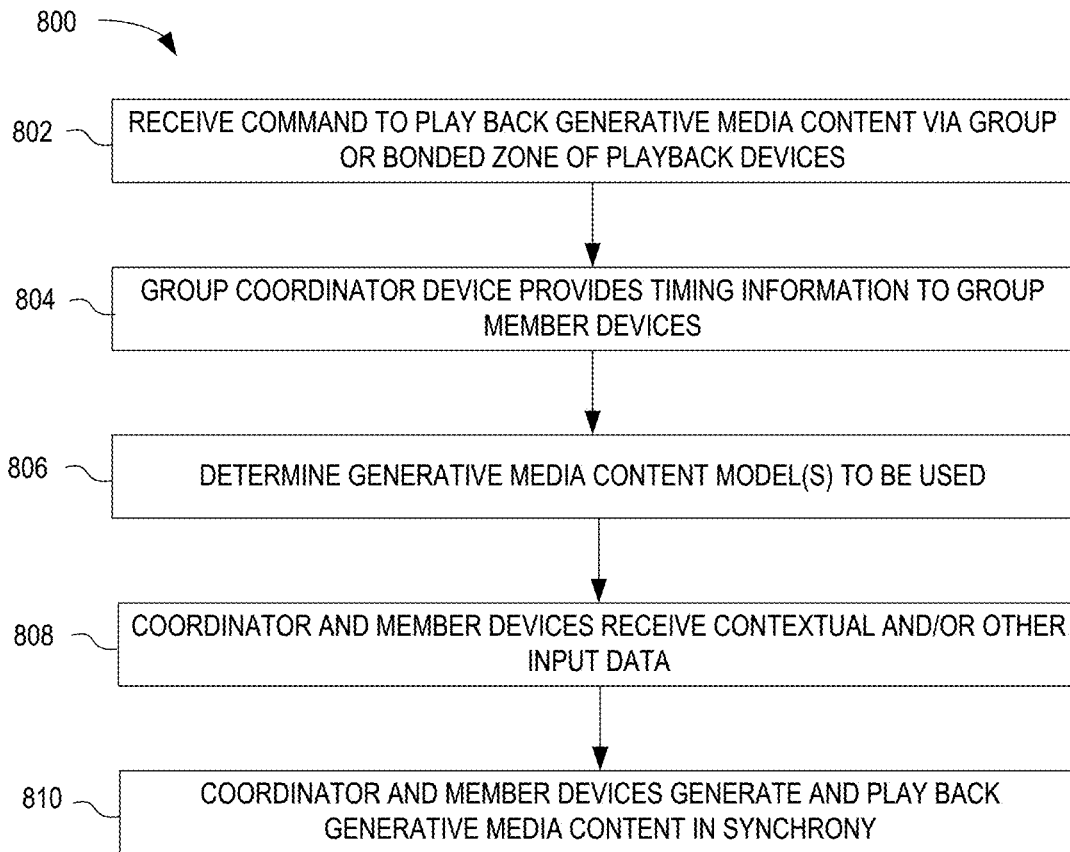 800
802
RECEIVE COMMAND TO PLAY BACK GENERATIVE MEDIA CONTENT VIA GROUP
OR BONDED ZONE OF PLAYBACK DEVICES
804
GROUP COORDINATOR DEVICE PROVIDES TIMING INFORMATION TO GROUP
MEMBER DEVICES
806
DETERMINE GENERATIVE MEDIA CONTENT MODEL(S) TO BE USED
808
COORDINATOR AND MEMBER DEVICES RECEIVE CONTEXTUAL AND/OR OTHER
INPUT DATA
810
COORDINATOR AND MEMBER DEVICES GENERATE AND PLAY BACK
GENERATIVE MEDIA CONTENT IN SYNCHRONY